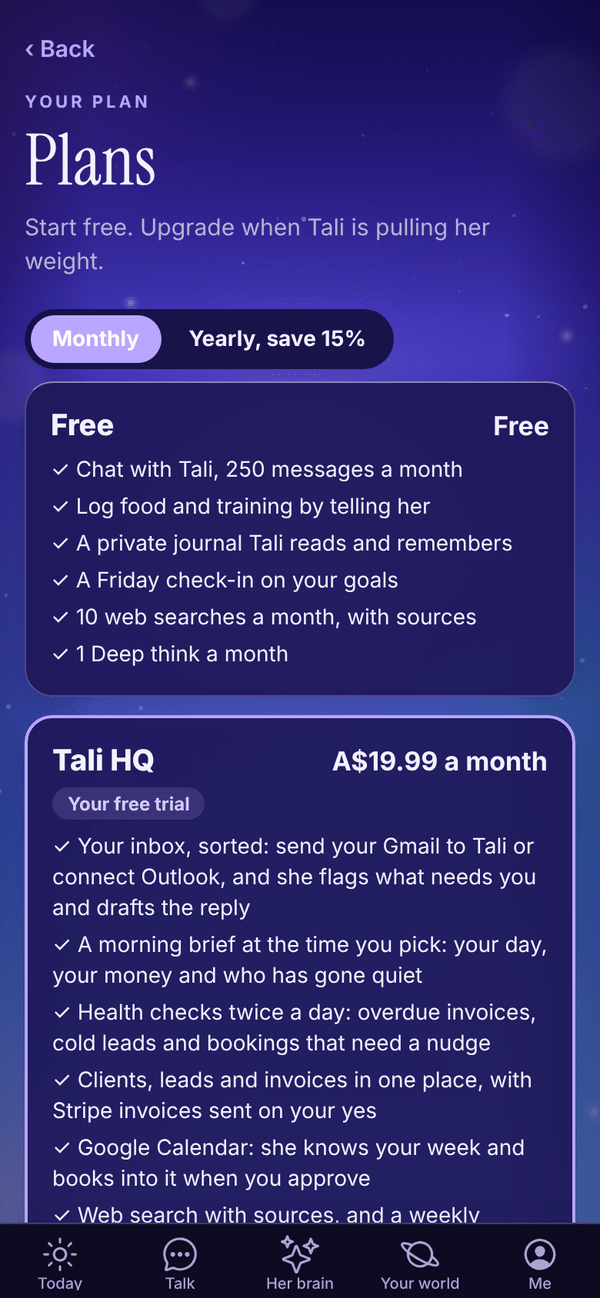 ‹ Back
YOUR PLAN
Plans
Start free. Upgrade when Tali is pulling her
weight.
Monthly
Yearly, save 15%
Free
Free
✓ Chat with Tali, 250 messages a month
✓ Log food and training by telling her
✓ A private journal Tali reads and remembers
✓ A Friday check-in on your goals
✓ 10 web searches a month, with sources
✓ 1 Deep think a month
Tali HQ
A$19.99 a month
Your free trial
✓ Your inbox, sorted: send your Gmail to Tali or
connect Outlook, and she flags what needs you
and drafts the reply
✓ A morning brief at the time you pick: your day,
your money and who has gone quiet
✓ Health checks twice a day: overdue invoices,
cold leads and bookings that need a nudge
✓ Clients, leads and invoices in one place, with
Stripe invoices sent on your yes
✓ Google Calendar: she knows your week and
books into it when you approve
✓ Web search with sources, and a weekly
Today
Talk
Her brain
Your world
Me